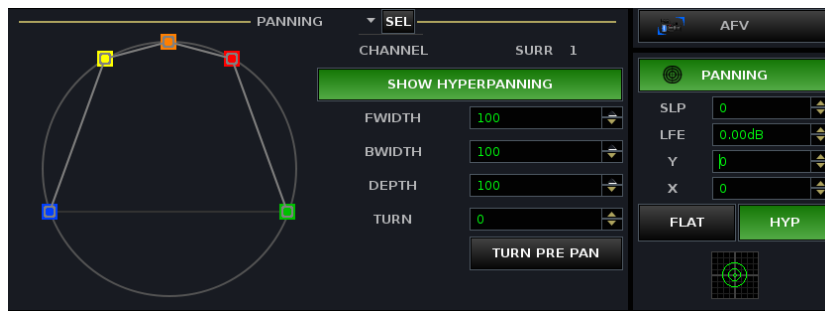 PANNING SEL
CHANNEL SURR 1
SHOW HYPERPANNING
FWIDTH 100
BWIDTH 100
DEPTH 100
TURN 0
TURN PRE PAN
AFV
PANNING
SLP 0
LFE 0.00dB
Y 0
X 0
FLAT HYP